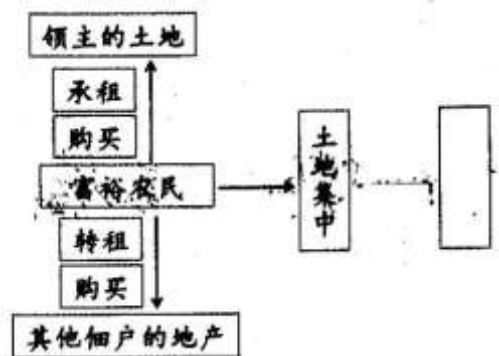 领主的土地
承租
购买
富裕农民
转租
购买
其他佃户的地产
土地集中